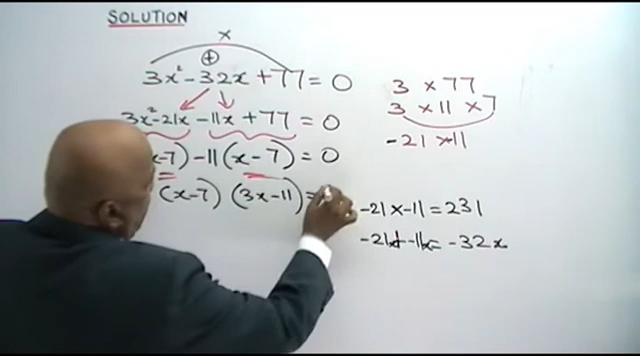 SOLUTION
x
+
3x² - 32x + 77 = 0
3x² - 21x - 11x + 77 = 0
x - 7) - 11(x - 7) = 0
(x - 7) (3x - 11) =
3 × 77
3 × 11 × 7
- 21 × 11
- 21 × - 11 = 231
- 21x + - 11x = - 32x